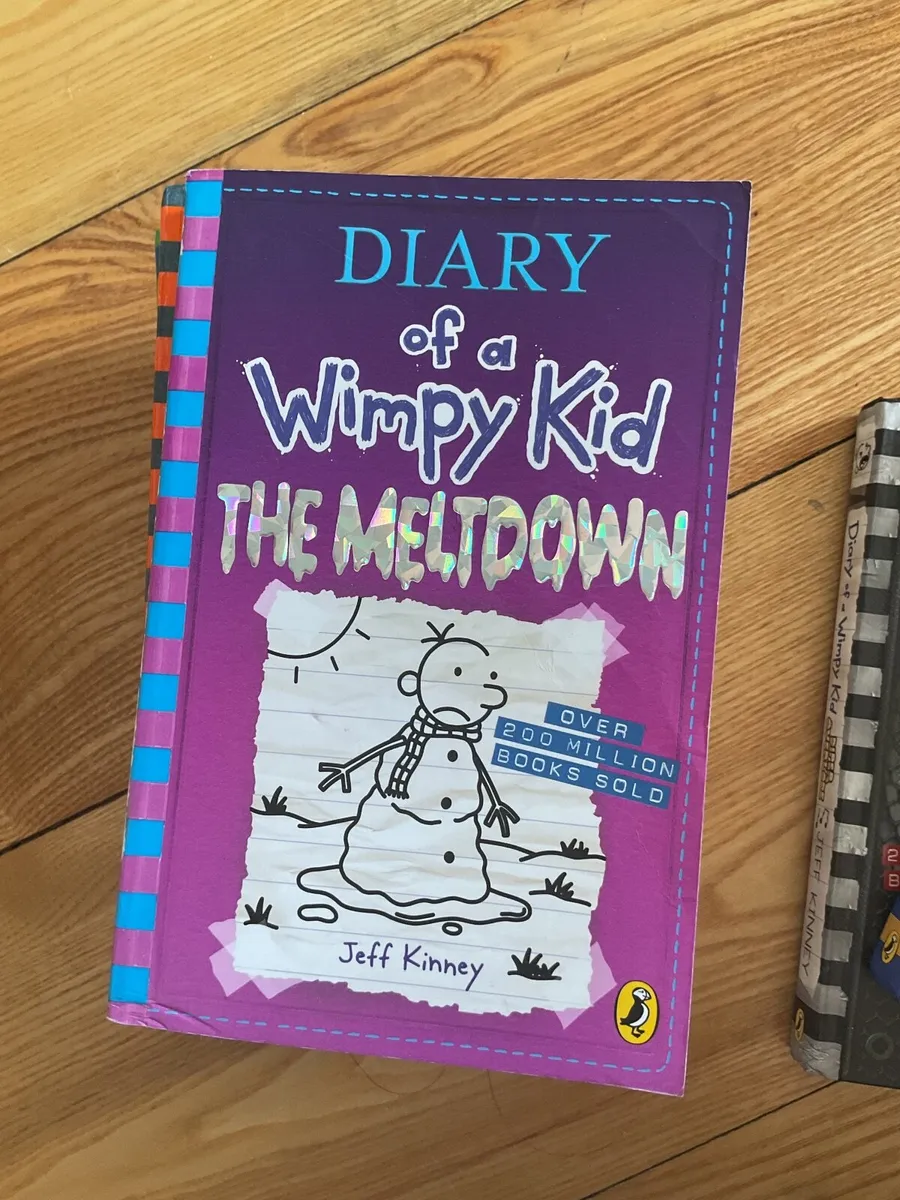 DIARY
of a
Wimpy Kid
THE MELTDOWN
OVER
200 MILLION
BOOKS SOLD
Jeff Kinney
Diary of a Wimpy Kid
JEFF KINNEY
2
B